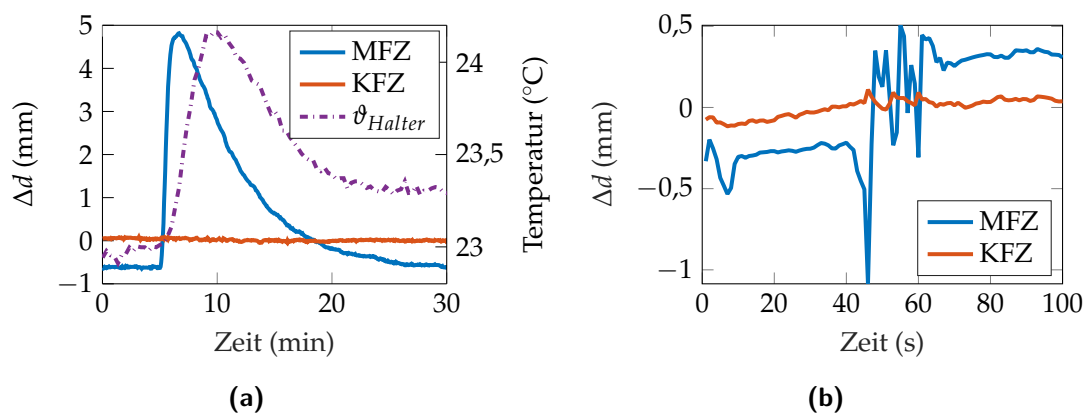 5
4
3
2
1
0
−1
Δd (mm)
0
10
20
30
Zeit (min)
MFZ
KFZ
ϑHalter
24
23,5
23
Temperatur (°C)
(a)
0,5
0
−0,5
−1
Δd (mm)
0
20
40
60
80
100
Zeit (s)
MFZ
KFZ
(b)